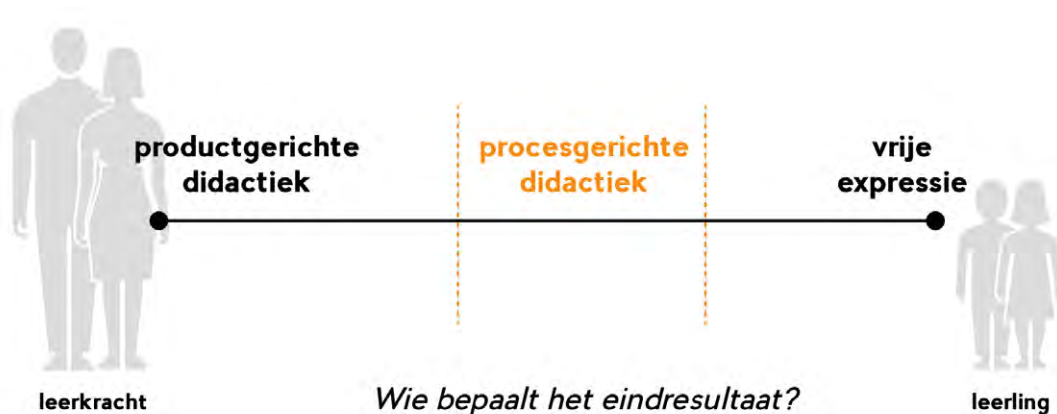 productgerichte
didactiek
procesgerichte
didactiek
vrije
expressie
leerkracht
Wie bepaalt het eindresultaat?
leerling